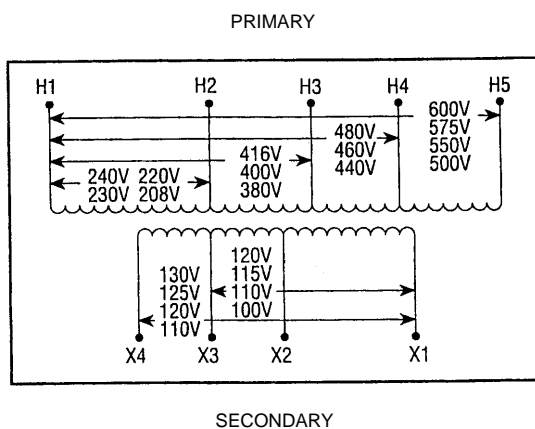 PRIMARY
H1 H2 H3 H4 H5
600V
575V
550V
500V
480V
460V
440V
416V
400V
380V
240V 220V
230V 208V
120V
115V
110V
100V
130V
125V
120V
110V
X4 X3 X2 X1
SECONDARY